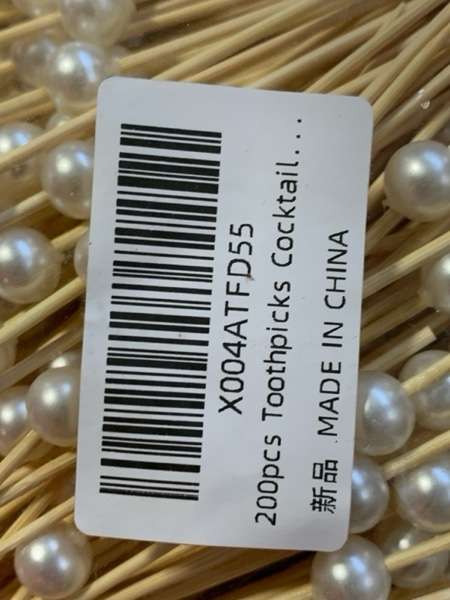 X004ATFD55
200pcs Toothpicks Cocktail...
新品 .MADE IN CHINA